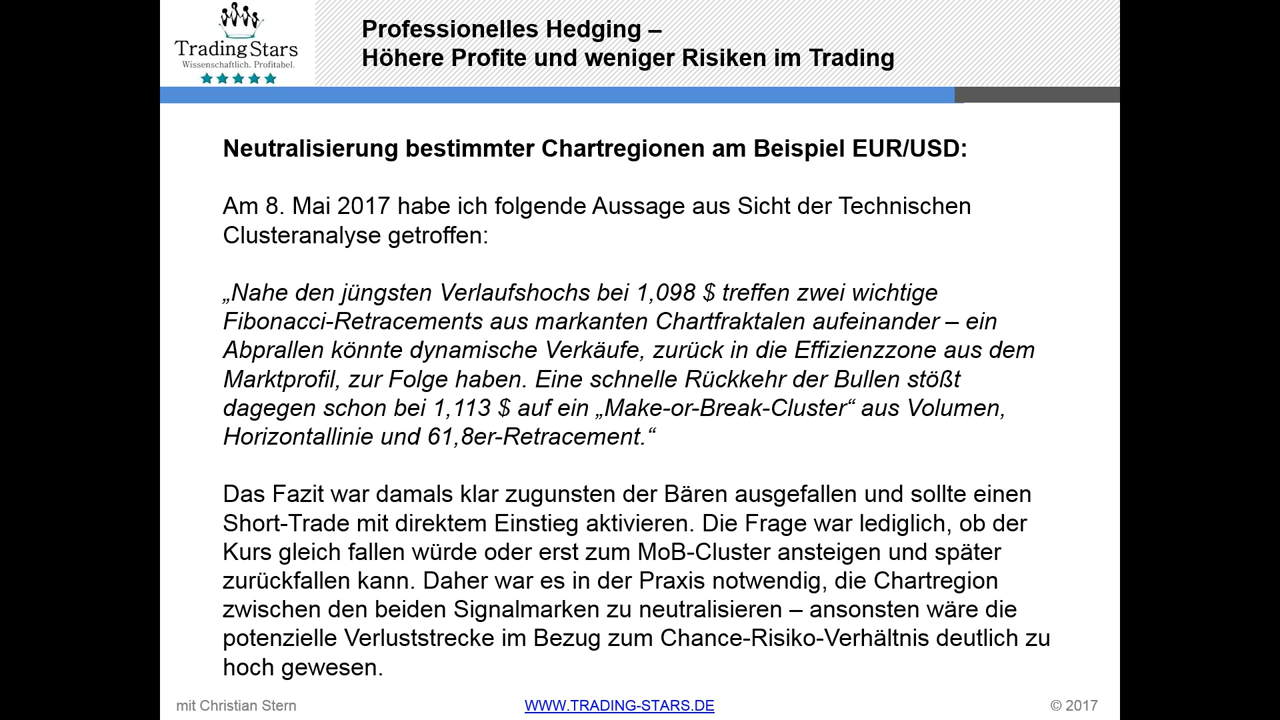 Trading Stars
Wissenschaftlich. Profitabel.
Professionelles Hedging –
Höhere Profite und weniger Risiken im Trading
Neutralisierung bestimmter Chartregionen am Beispiel EUR/USD:
Am 8. Mai 2017 habe ich folgende Aussage aus Sicht der Technischen
Clusteranalyse getroffen:
„Nahe den jüngsten Verlaufshochs bei 1,098 $ treffen zwei wichtige
Fibonacci-Retracements aus markanten Chartfraktalen aufeinander – ein
Abprallen könnte dynamische Verkäufe, zurück in die Effizienzzone aus dem
Marktprofil, zur Folge haben. Eine schnelle Rückkehr der Bullen stößt
dagegen schon bei 1,113 $ auf ein „Make-or-Break-Cluster“ aus Volumen,
Horizontallinie und 61,8er-Retracement.“
Das Fazit war damals klar zugunsten der Bären ausgefallen und sollte einen
Short-Trade mit direktem Einstieg aktivieren. Die Frage war lediglich, ob der
Kurs gleich fallen würde oder erst zum MoB-Cluster ansteigen und später
zurückfallen kann. Daher war es in der Praxis notwendig, die Chartregion
zwischen den beiden Signalmarken zu neutralisieren – ansonsten wäre die
potenzielle Verluststrecke im Bezug zum Chance-Risiko-Verhältnis deutlich zu
hoch gewesen.
mit Christian Stern
WWW.TRADING-STARS.DE
© 2017